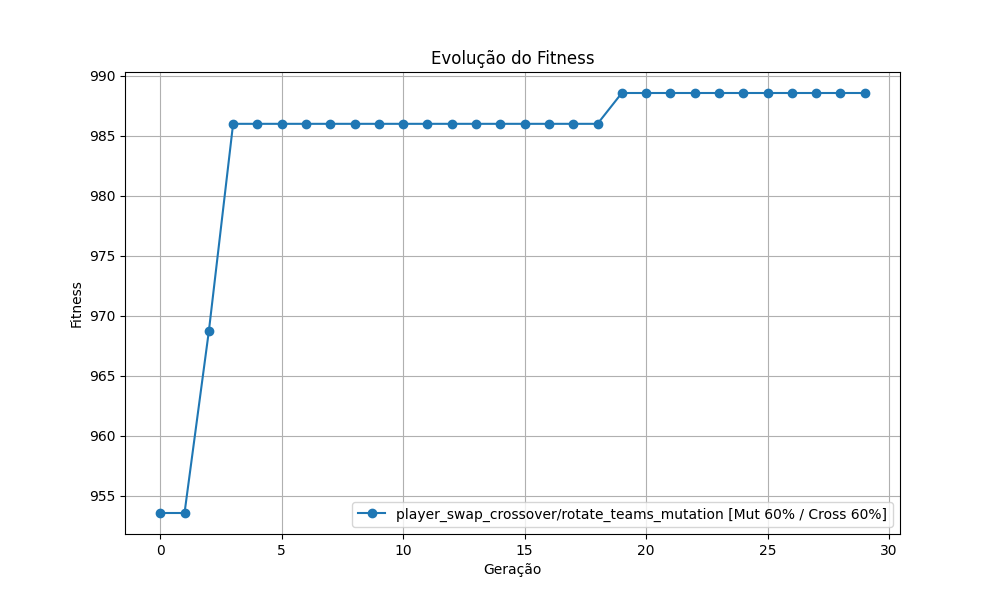 Evolução do Fitness
Fitness
990
985
980
975
970
965
960
955
player_swap_crossover/rotate_teams_mutation [Mut 60% / Cross 60%]
0 5 10 15 20 25 30
Geração